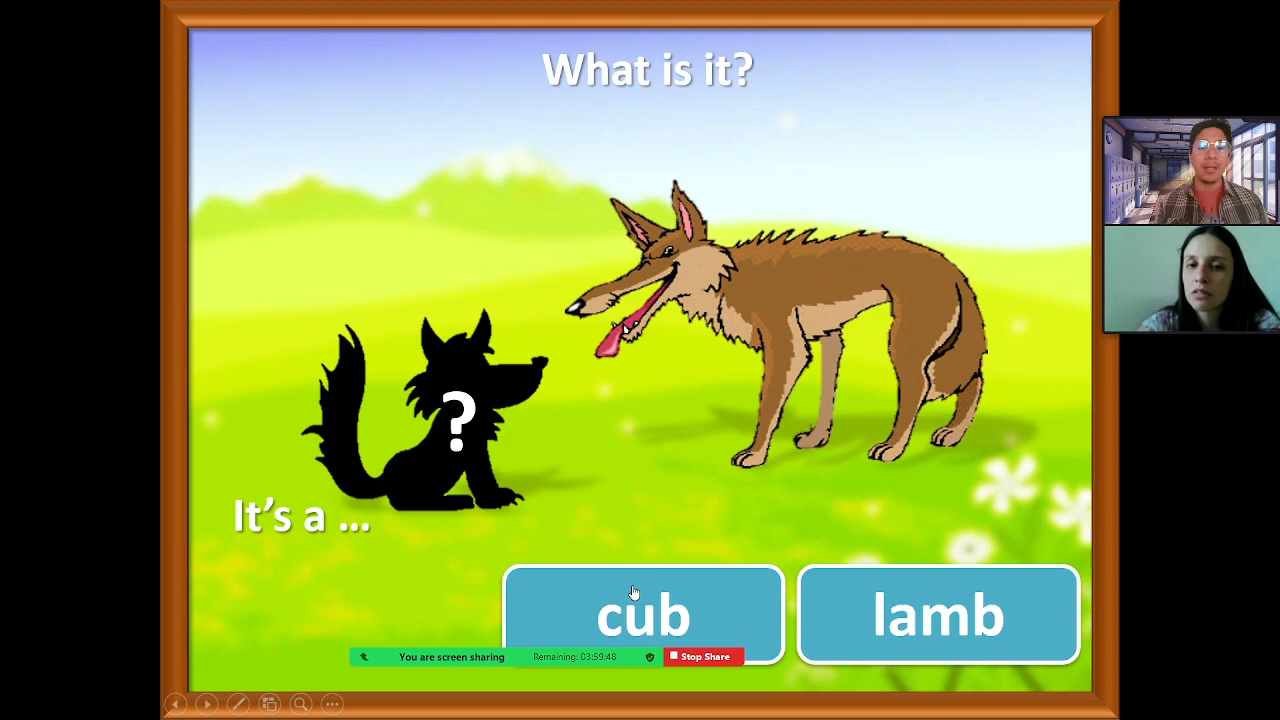 What is it?
?
It's a ...
cub
lamb
You are screen sharing Remaining: 03:59:48 Stop Share